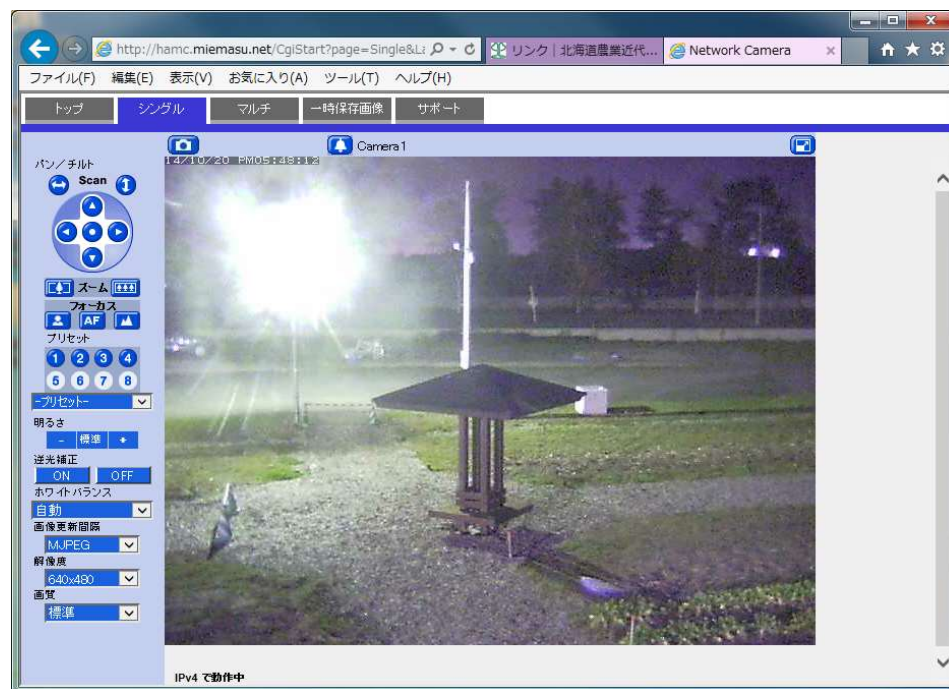 http://hamc.miemasu.net/CgiStart?page=Single&La
リンク｜北海道農業近代...
Network Camera
ファイル(F) 編集(E) 表示(V) お気に入り(A) ツール(T) ヘルプ(H)
トップ シングル マルチ 一時保存画像 サポート
Camera1
14/10/20 PM05:48:12
パン／チルト
Scan
ズーム
フォーカス
AF
プリセット
1 2 3 4
5 6 7 8
-プリセット-
明るさ
- 標準 +
逆光補正
ON OFF
ホワイトバランス
自動
画像更新間隔
MJPEG
解像度
640x480
画質
標準
IPv4 で動作中